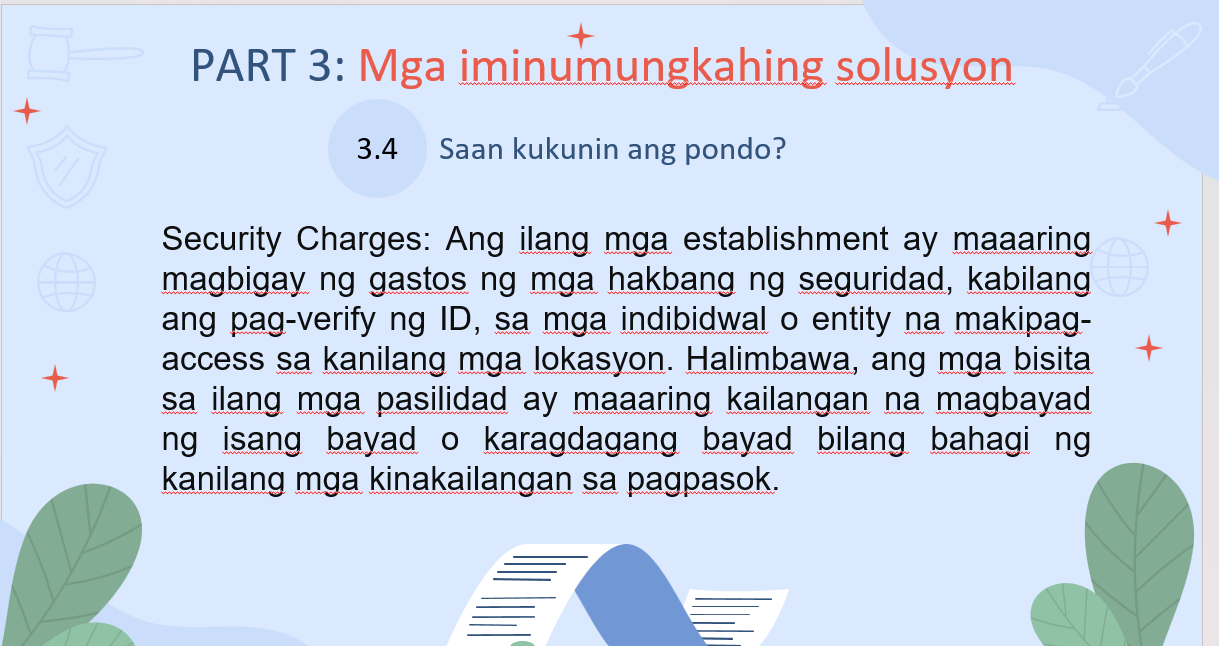 PART 3: Mga iminumungkahing solusyon
3.4 Saan kukunin ang pondo?
Security Charges: Ang ilang mga establishment ay maaaring
magbigay ng gastos ng mga hakbang ng seguridad, kabilang
ang pag-verify ng ID, sa mga indibidwal o entity na makipag-
access sa kanilang mga lokasyon. Halimbawa, ang mga bisita
sa ilang mga pasilidad ay maaaring kailangan na magbayad
ng isang bayad o karagdagang bayad bilang bahagi ng
kanilang mga kinakailangan sa pagpasok.